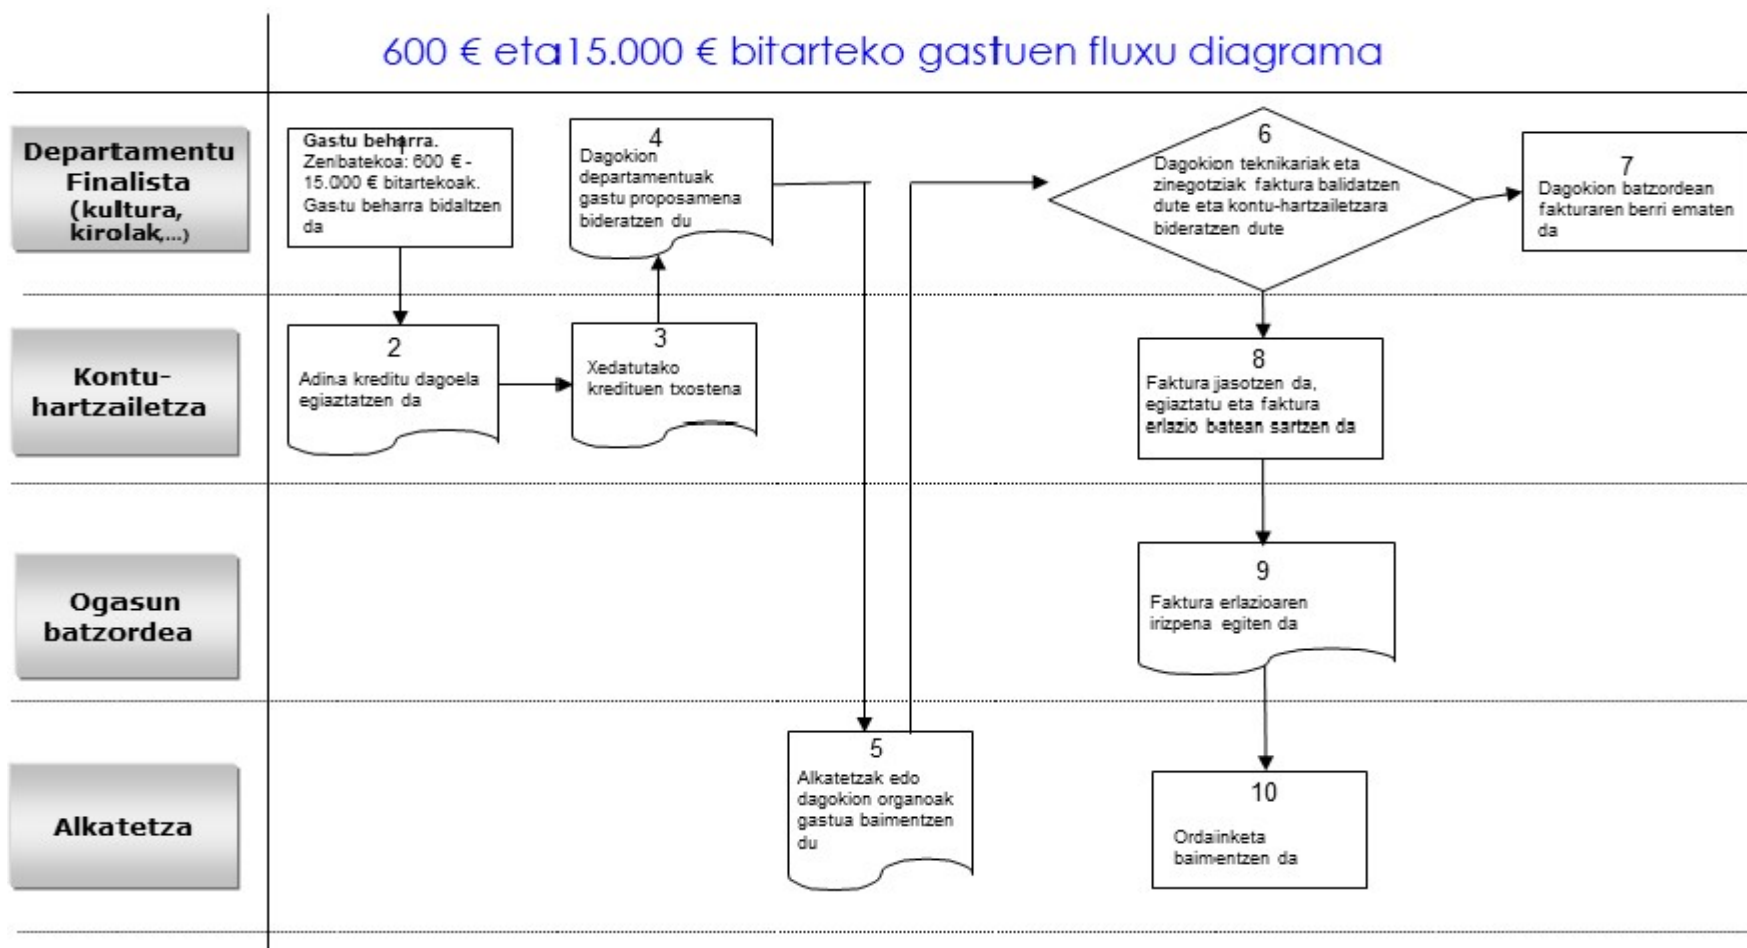 600 € eta15.000 € bitarteko gastuen fluxu diagrama
Departamentu
Finalista
(kultura,
kirolak,...)
1
Gastu beharra.
Zenbatekoa: 600 € -
15.000 € bitartekoak.
Gastu beharra bidaltzen
da
4
Dagokion
departamentuak
gastu proposamena
bideratzen du
6
Dagokion teknikariak eta
zinegotziak faktura balidatzen
dute eta kontu-hartzailetzara
bideratzen dute
7
Dagokion batzordean
fakturaren berri ematen
da
Kontu-
hartzailetza
2
Adina kreditu dagoela
egiaztatzen da
3
Xedatutako
kredituen txostena
8
Faktura jasotzen da,
egiaztatu eta faktura
erlazio batean sartzen da
Ogasun
batzordea
9
Faktura erlazioaren
irizpena egiten da
Alkatetza
5
Alkatetzak edo
dagokion organoak
gastua baimentzen
du
10
Ordainketa
baimentzen da